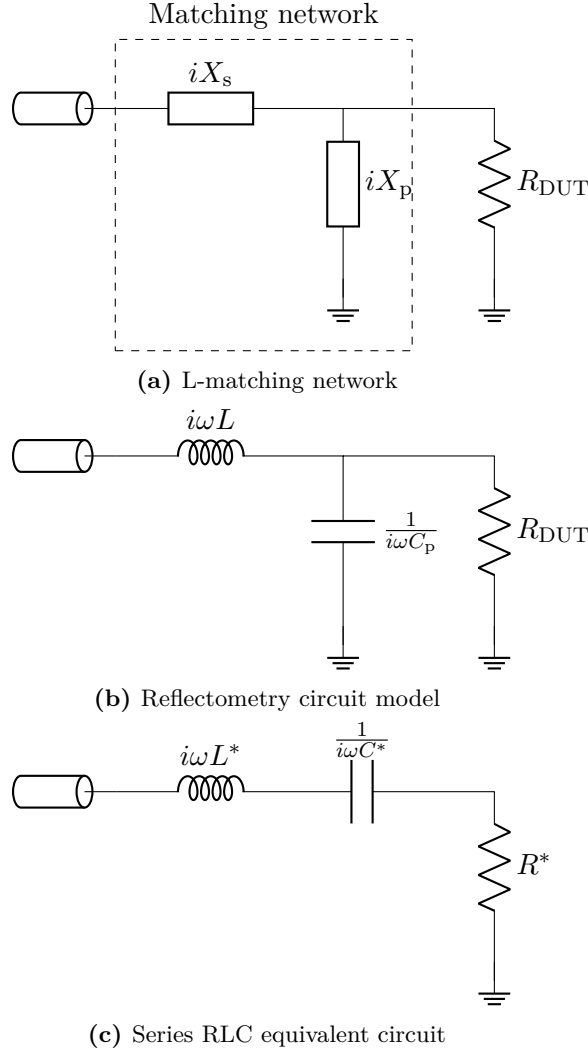 Matching network
iX_s
iX_p
R_DUT
(a) L-matching network
iωL
1/(iωC_p)
R_DUT
(b) Reflectometry circuit model
iωL*
1/(iωC*)
R*
(c) Series RLC equivalent circuit